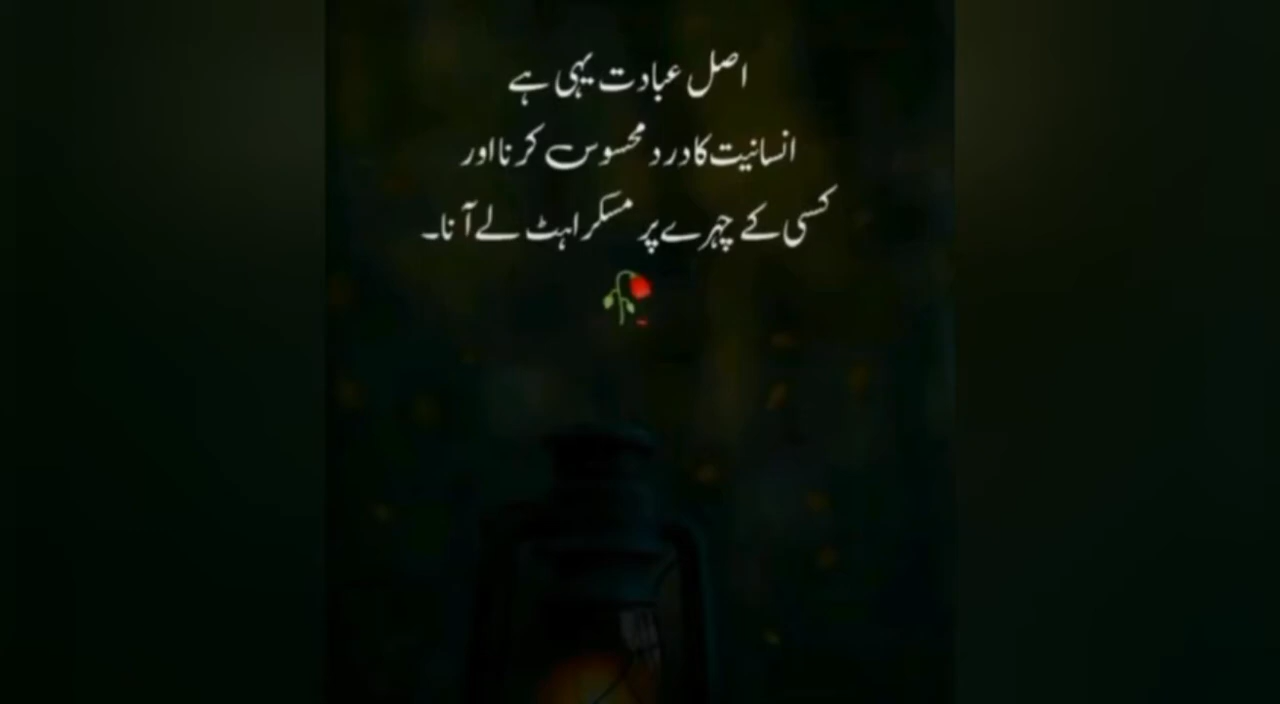 اصل عبادت یہی ہے
انسانیت کا درد محسوس کرنا اور
کسی کے چہرے پر مسکراہٹ لے آنا۔